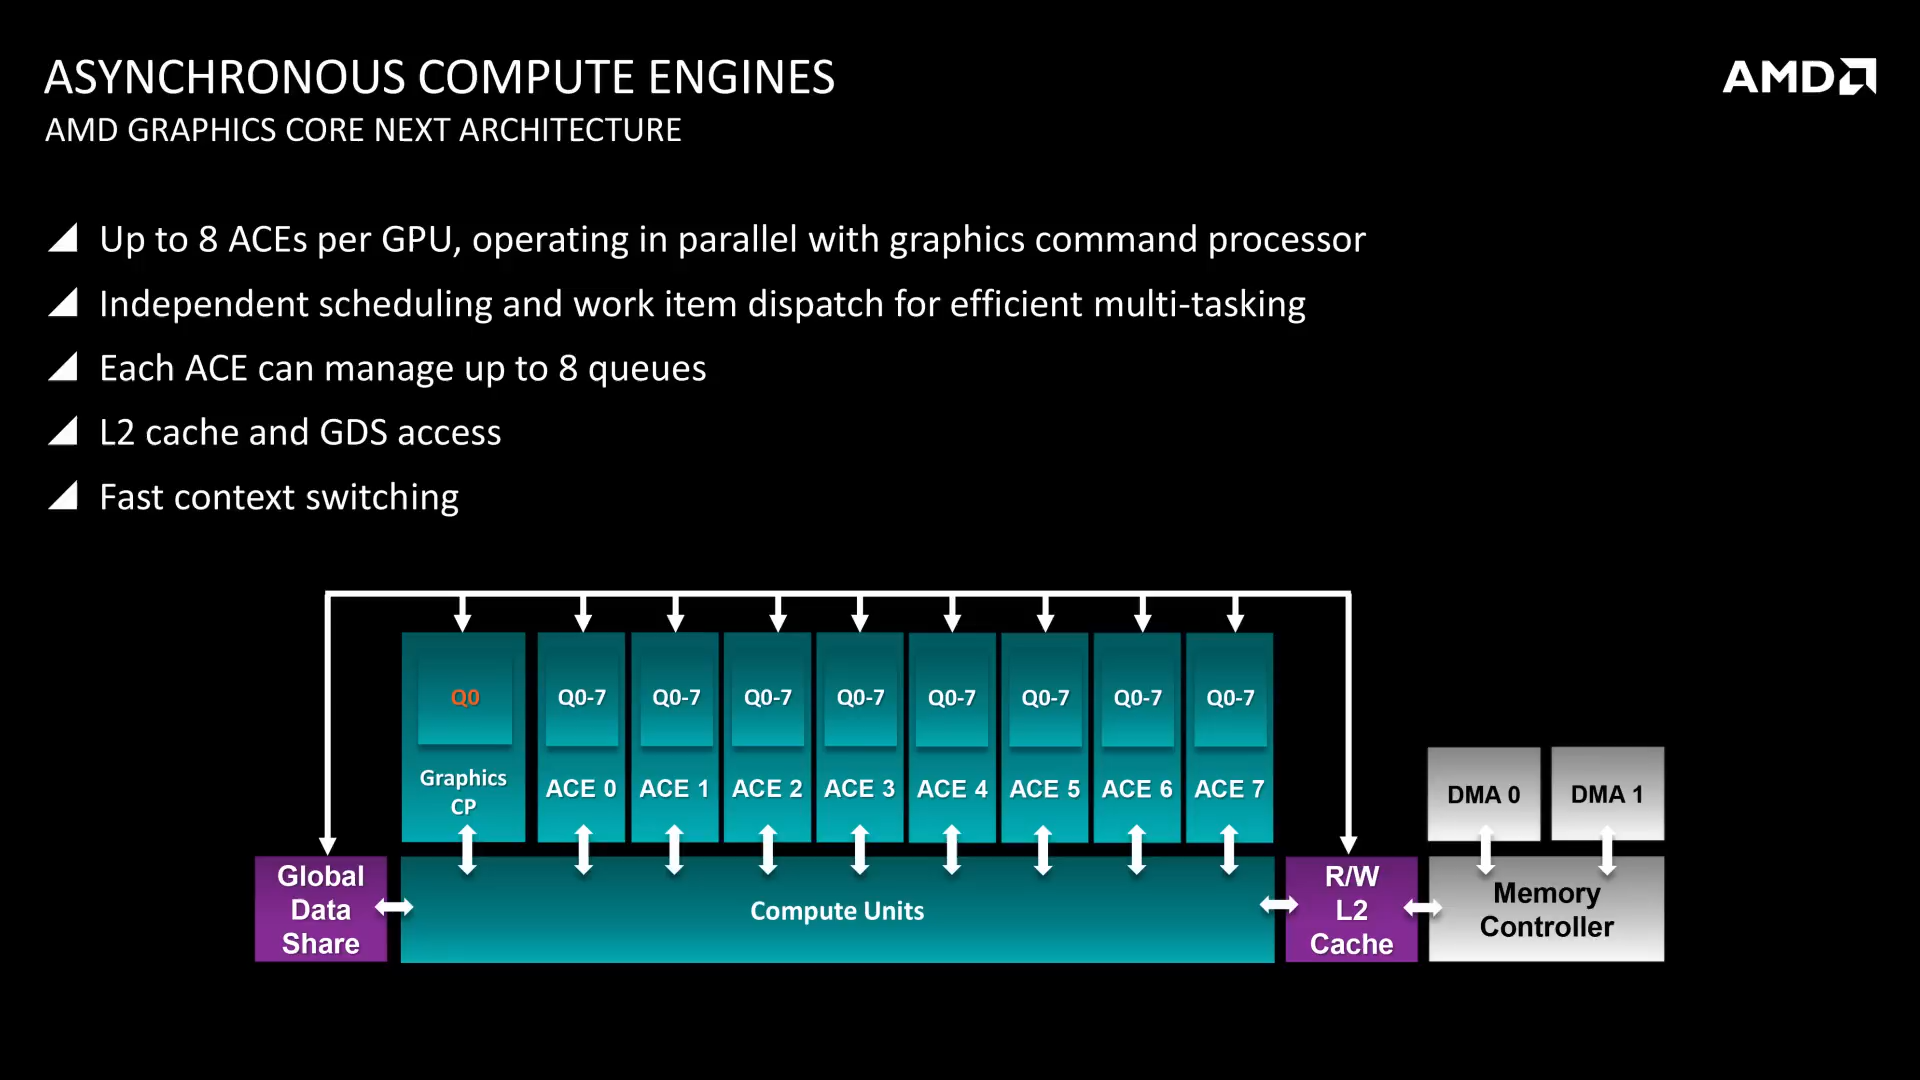 ASYNCHRONOUS COMPUTE ENGINES
AMD
AMD GRAPHICS CORE NEXT ARCHITECTURE
Up to 8 ACEs per GPU, operating in parallel with graphics command processor
Independent scheduling and work item dispatch for efficient multi-tasking
Each ACE can manage up to 8 queues
L2 cache and GDS access
Fast context switching
Q0
Q0-7
Q0-7
Q0-7
Q0-7
Q0-7
Q0-7
Q0-7
Q0-7
Graphics
CP
ACE 0
ACE 1
ACE 2
ACE 3
ACE 4
ACE 5
ACE 6
ACE 7
DMA 0
DMA 1
Global
Data
Share
Compute Units
R/W
L2
Cache
Memory
Controller